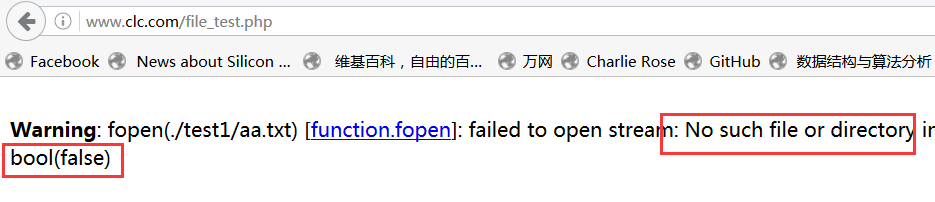 www.clc.com/file_test.php
Facebook News about Silicon ... 维基百科，自由的百... 万网 Charlie Rose GitHub 数据结构与算法分析
Warning: fopen(./test1/aa.txt) [function.fopen]: failed to open stream: No such file or directory in
bool(false)